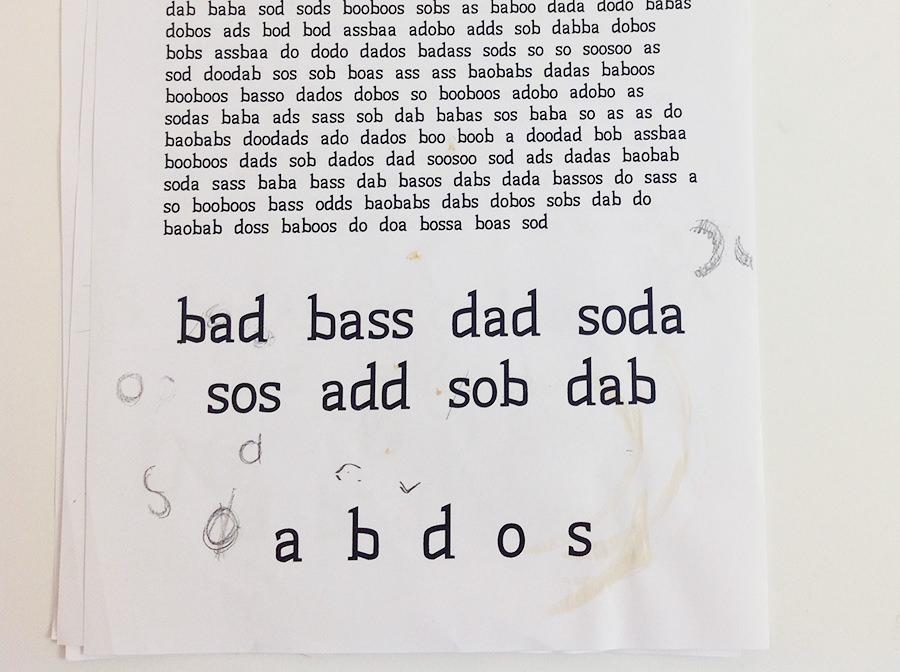 dab baba sod sods booboos sobs as baboo dada dodo babas
dobos ads bod bod assbaa adobo adds sob dabba dobos
bobs assbaa do dodo dados badass sods so so soosoo as
sod doodab sos sob boas ass ass baobabs dadas baboos
booboos basso dados dobos so booboos adobo adobo as
sodas baba ads sass sob dab babas sos baba so as as do
baobabs doodads ado dados boo boob a doodad bob assbaa
booboos dads sob dados dad soosoo sod ads dadas baobab
soda sass baba bass dab basos dabs dada bassos do sass a
so booboos bass odds baobabs dabs dobos sobs dab do
baobab doss baboos do doa bossa boas sod
bad bass dad soda
sos add sob dab
o
d
S
a b d o s